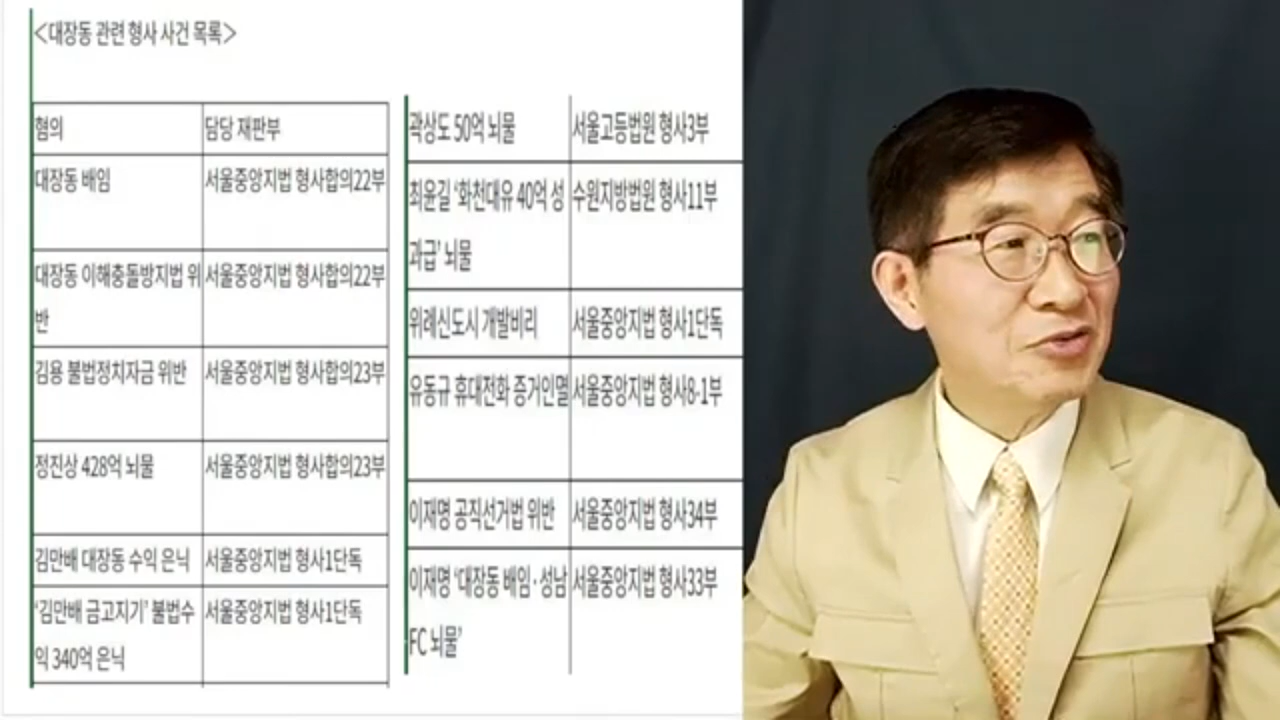 <대장동 관련 형사 사건 목록>
혐의 담당 재판부
대장동 배임 서울중앙지법 형사합의22부
대장동 이해충돌방지법 위 서울중앙지법 형사합의22부
반
김용 불법정치자금 위반 서울중앙지법 형사합의23부
정진상 428억 뇌물 서울중앙지법 형사합의23부
김만배 대장동 수익 은닉 서울중앙지법 형사1단독
‘김만배 금고지기’ 불법수 서울중앙지법 형사1단독
익 340억 은닉
곽상도 50억 뇌물 서울고등법원 형사3부
최윤길 ‘화천대유 40억 성 수원지방법원 형사11부
과급’ 뇌물
위례신도시 개발비리 서울중앙지법 형사1단독
유동규 휴대전화 증거인멸 서울중앙지법 형사8-1부
이재명 공직선거법 위반 서울중앙지법 형사34부
이재명 ‘대장동 배임·성남 서울중앙지법 형사33부
FC 뇌물’